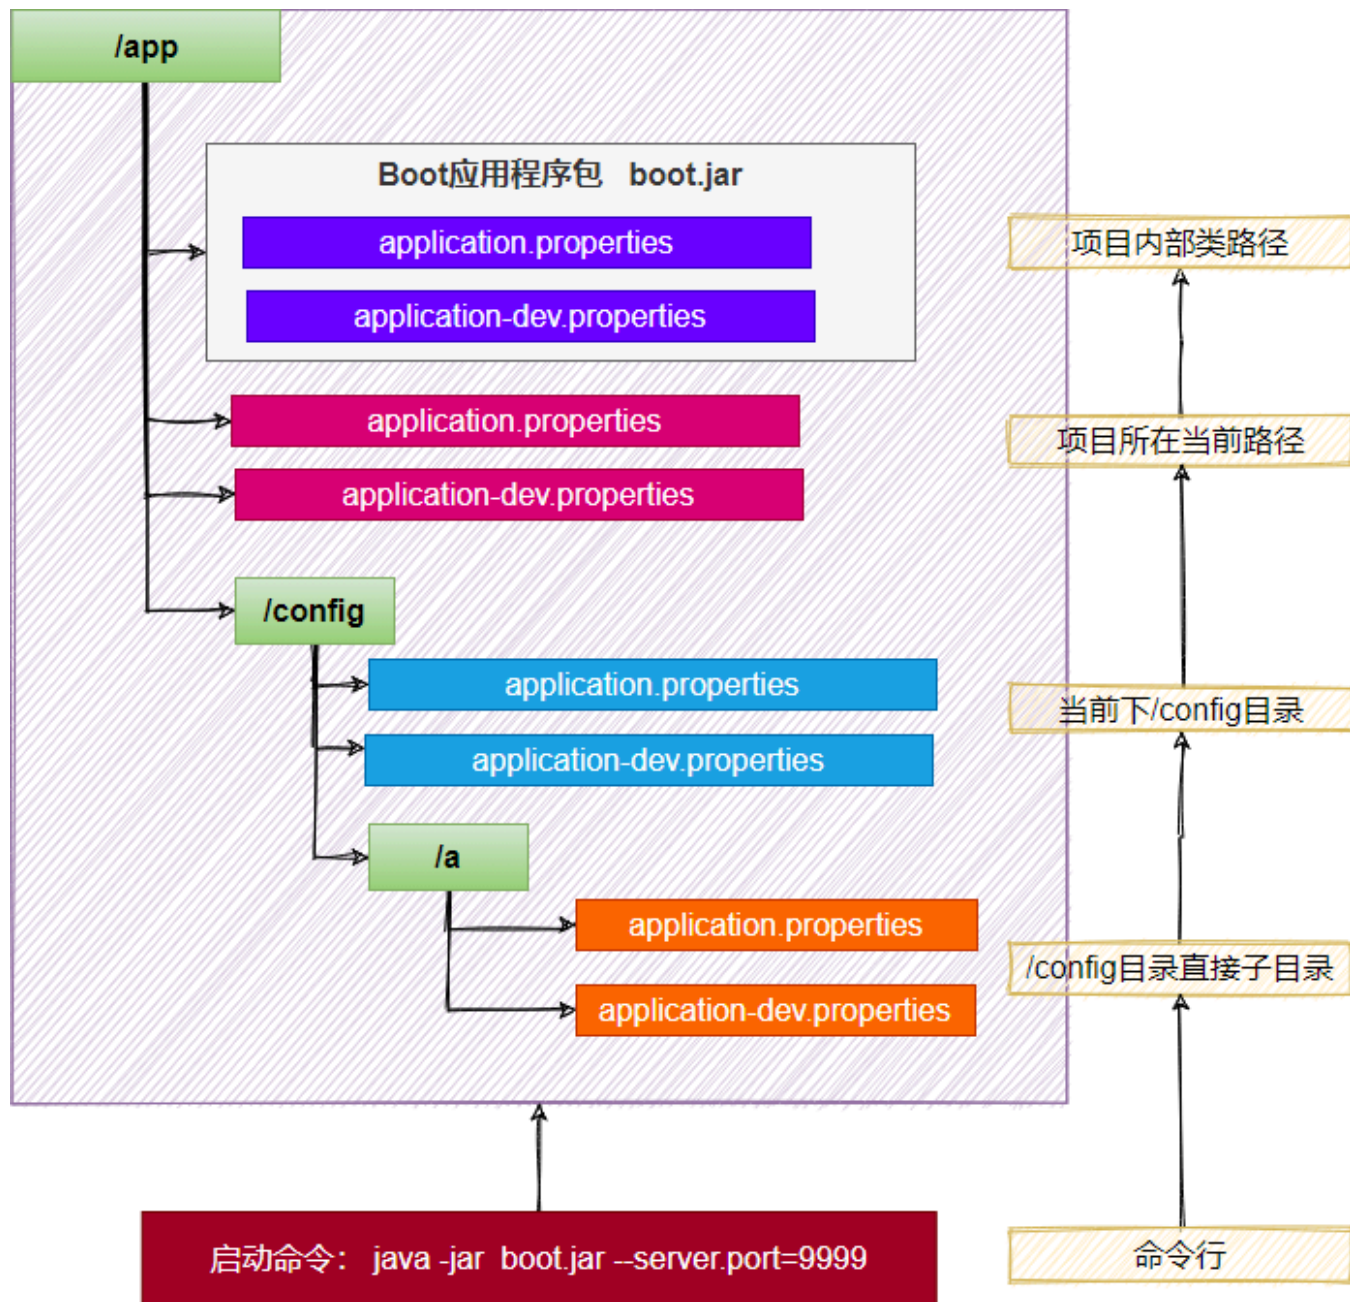 /app
Boot应用程序包 boot.jar
application.properties
application-dev.properties
application.properties
application-dev.properties
/config
application.properties
application-dev.properties
/a
application.properties
application-dev.properties
启动命令： java -jar boot.jar --server.port=9999
项目内部类路径
项目所在当前路径
当前下/config目录
/config目录直接子目录
命令行